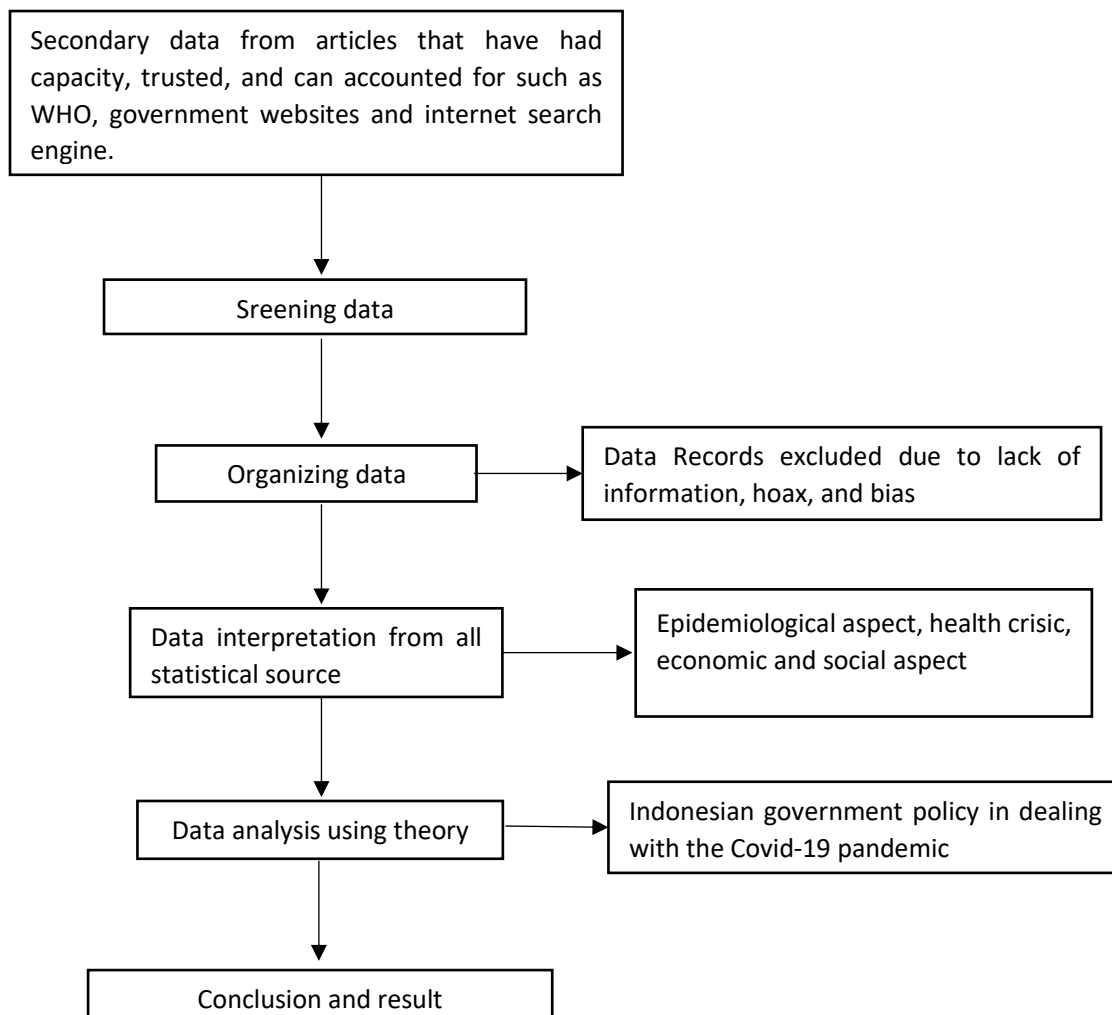 Secondary data from articles that have had
capacity, trusted, and can accounted for such as
WHO, government websites and internet search
engine.
Sreening data
Organizing data
Data Records excluded due to lack of
information, hoax, and bias
Data interpretation from all
statistical source
Epidemiological aspect, health crisic,
economic and social aspect
Data analysis using theory
Indonesian government policy in dealing
with the Covid-19 pandemic
Conclusion and result